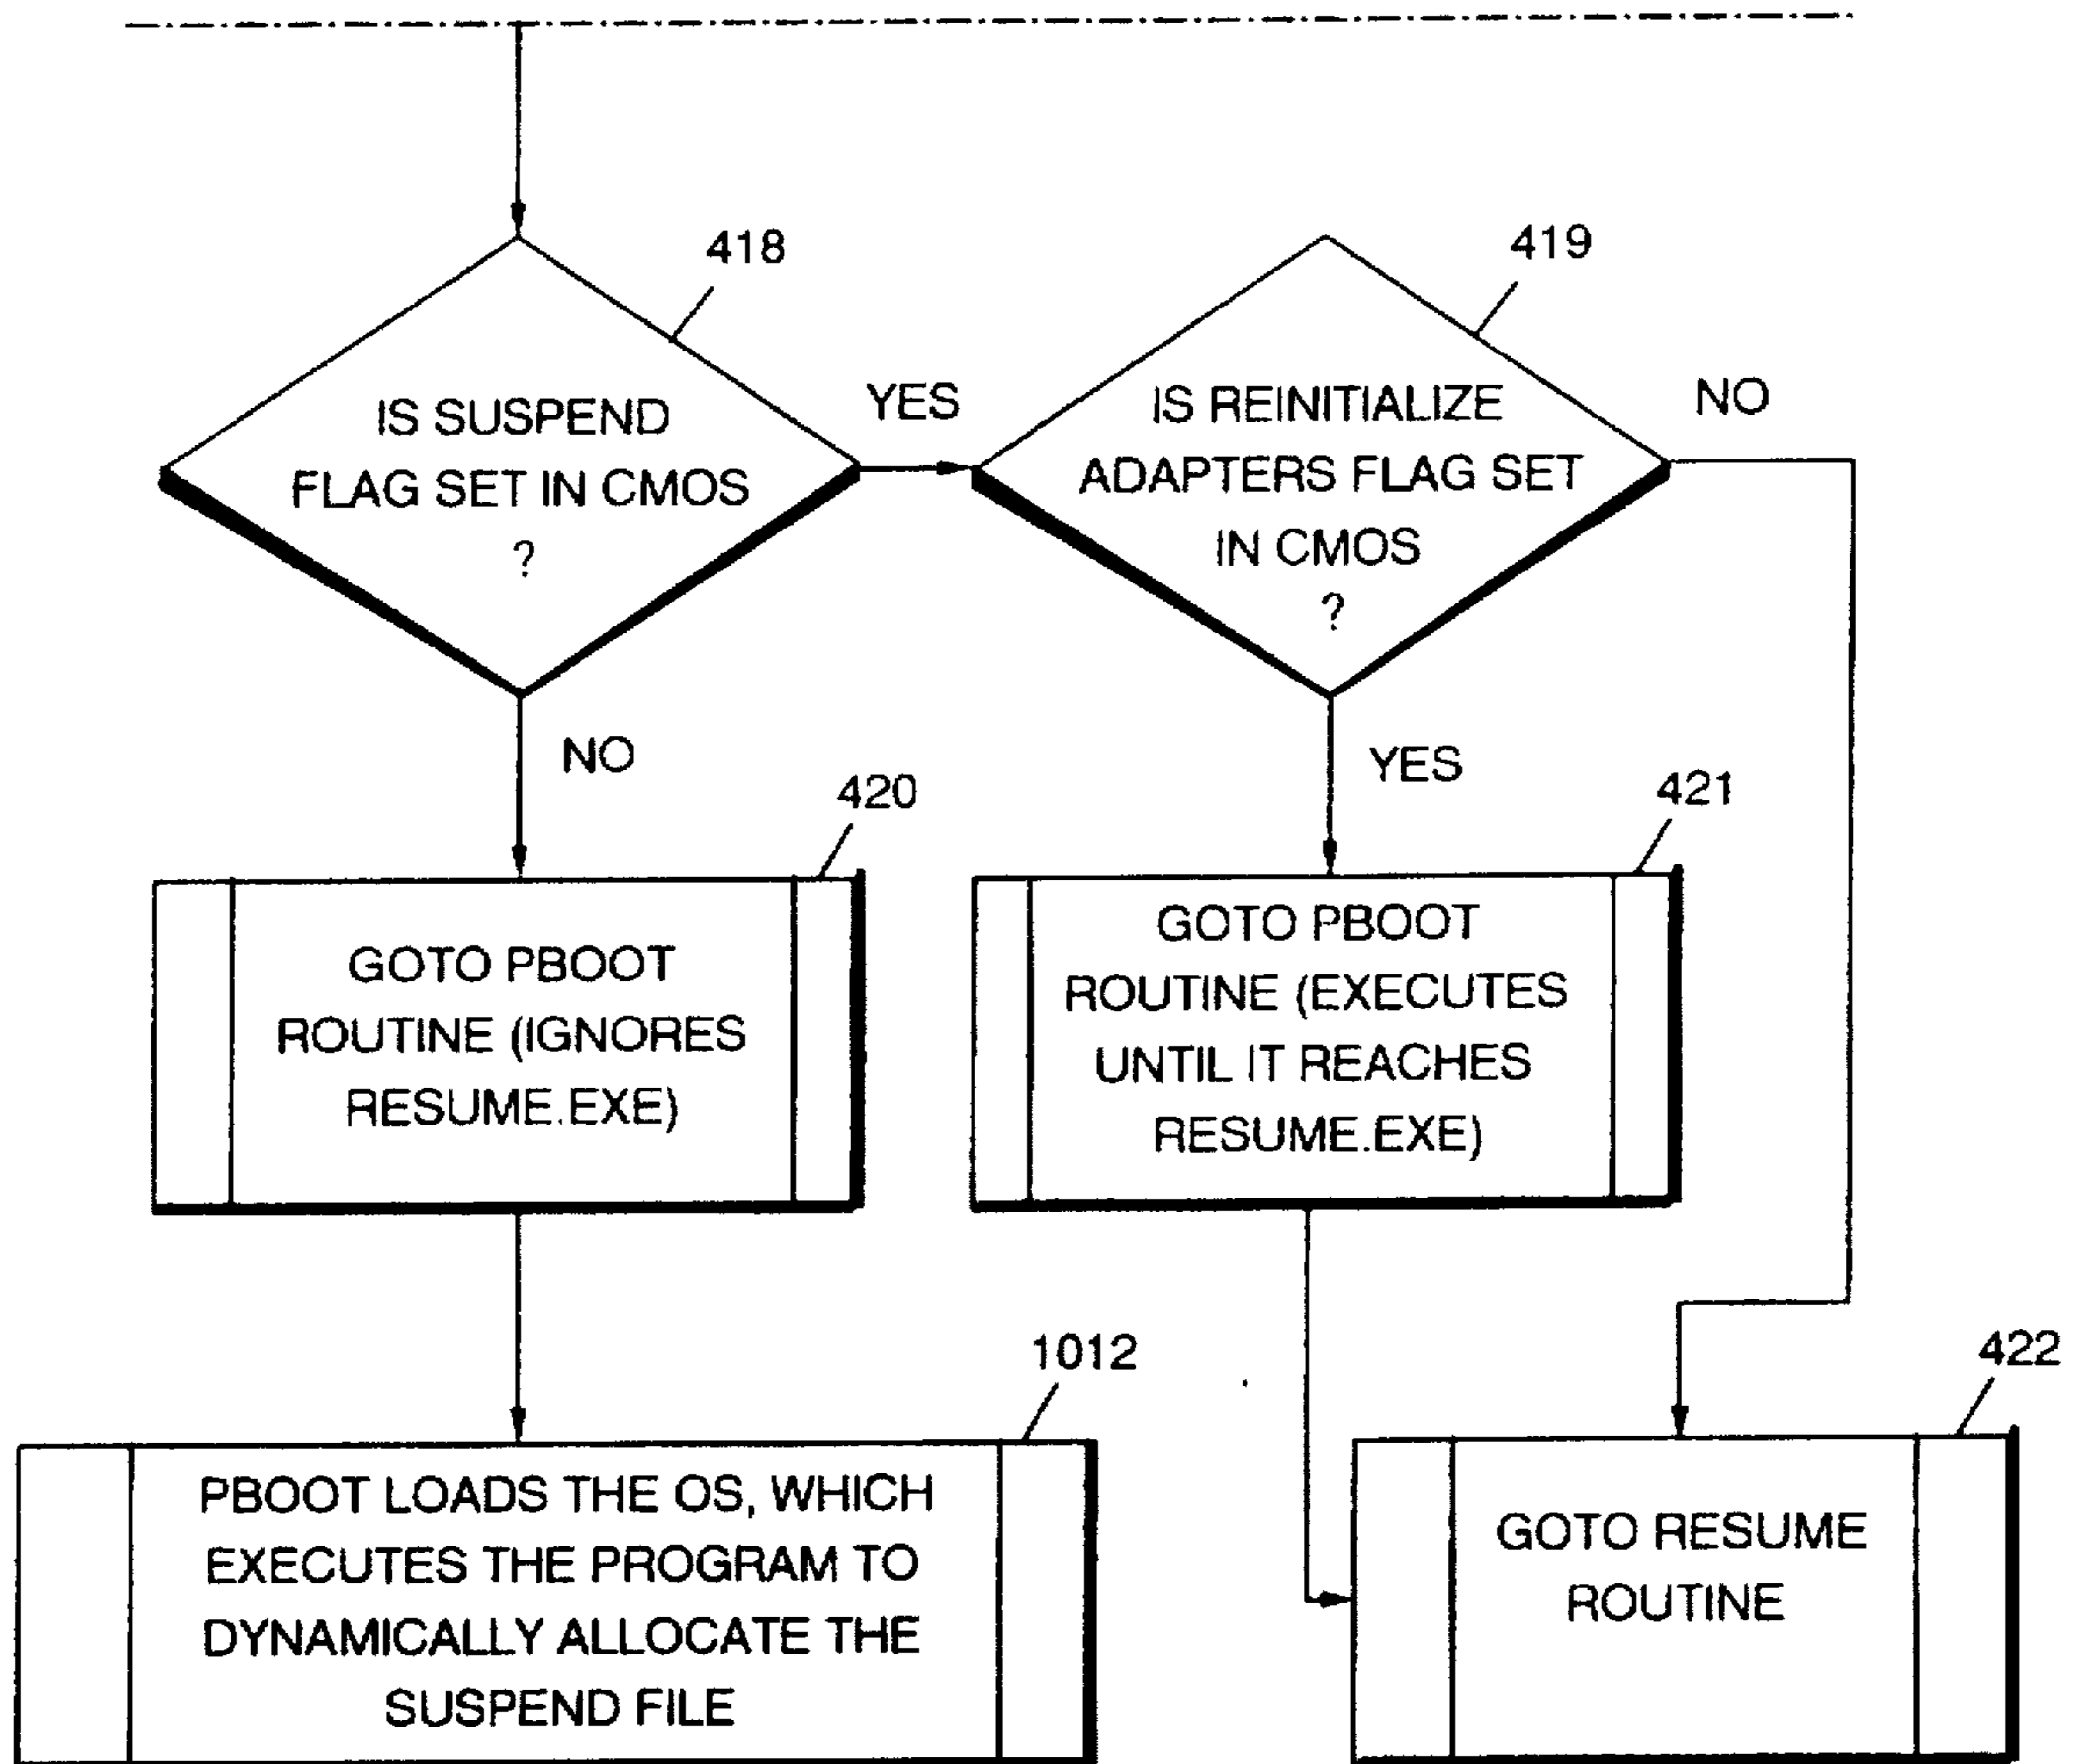 418
IS SUSPEND
FLAG SET IN CMOS
?
YES
419
IS REINITIALIZE
ADAPTERS FLAG SET
IN CMOS
?
NO
NO
YES
420
GOTO PBOOT
ROUTINE (IGNORES
RESUME.EXE)
421
GOTO PBOOT
ROUTINE (EXECUTES
UNTIL IT REACHES
RESUME.EXE)
1012
PBOOT LOADS THE OS, WHICH
EXECUTES THE PROGRAM TO
DYNAMICALLY ALLOCATE THE
SUSPEND FILE
422
GOTO RESUME
ROUTINE